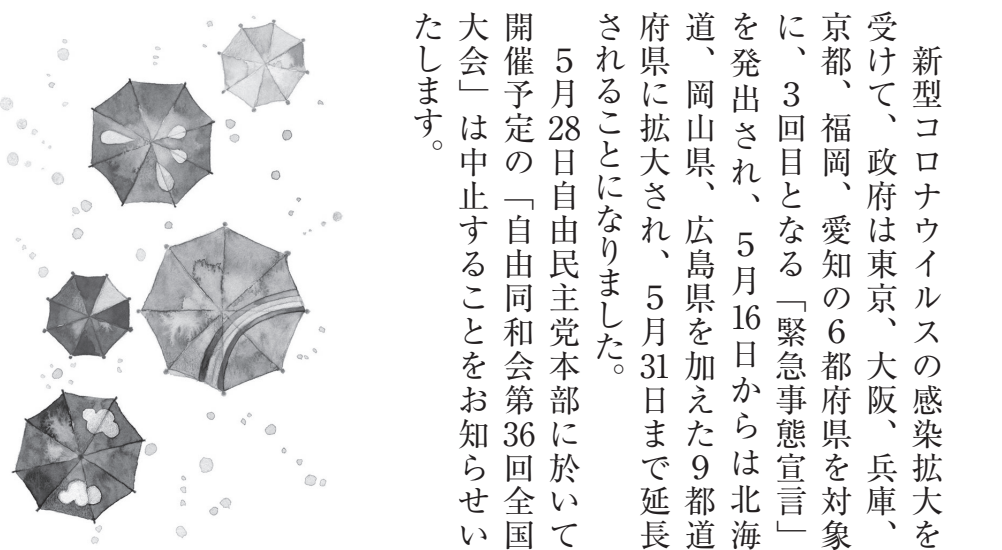 新型コロナウイルスの感染拡大を
受けて、政府は東京、大阪、兵庫、
京都、福岡、愛知の6都府県を対象
に、3回目となる「緊急事態宣言」
を発出され、5月16日からは北海
道、岡山県、広島県を加えた9都道
府県に拡大され、5月31日まで延長
されることになりました。
5月28日自由民主党本部に於いて
開催予定の「自由同和会第36回全国
大会」は中止することをお知らせい
たします。